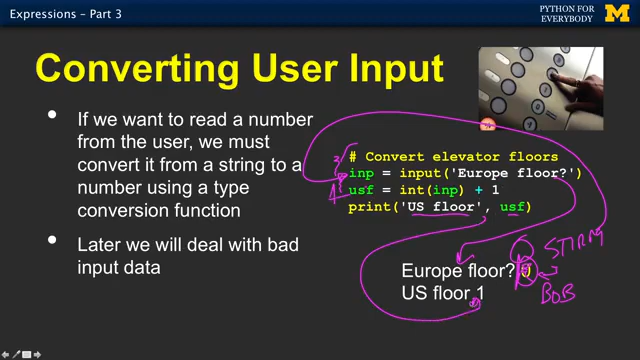 Expressions - Part 3
PYTHON FOR
EVERYBODY
Converting User Input
• If we want to read a number
from the user, we must
convert it from a string to a
number using a type
conversion function
• Later we will deal with bad
input data
# Convert elevator floors
inp = input('Europe floor?')
usf = int(inp) + 1
print('US floor', usf)
Europe floor? 0
US floor 1
BOB